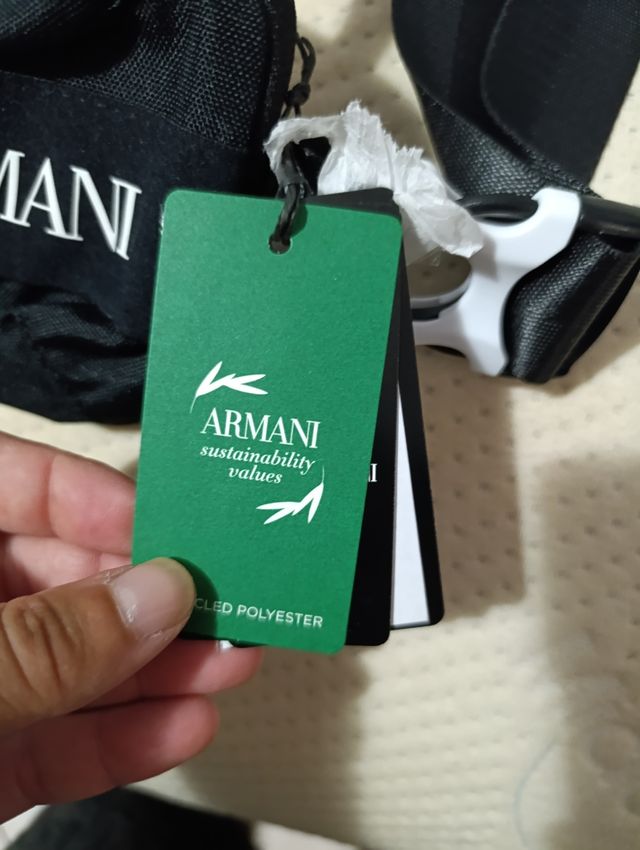 MANI
ARMANI
sustainability
values
CLED POLYESTER